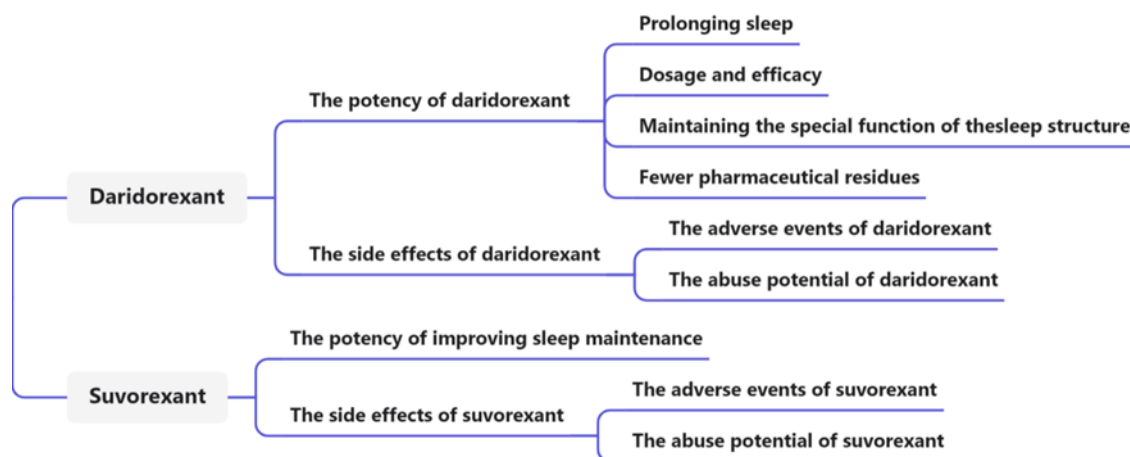 Prolonging sleep
Dosage and efficacy
The potency of daridorexant
Maintaining the special function of thesleep structure
Fewer pharmaceutical residues
Daridorexant
The adverse events of daridorexant
The side effects of daridorexant
The abuse potential of daridorexant
The potency of improving sleep maintenance
Suvorexant
The adverse events of suvorexant
The side effects of suvorexant
The abuse potential of suvorexant